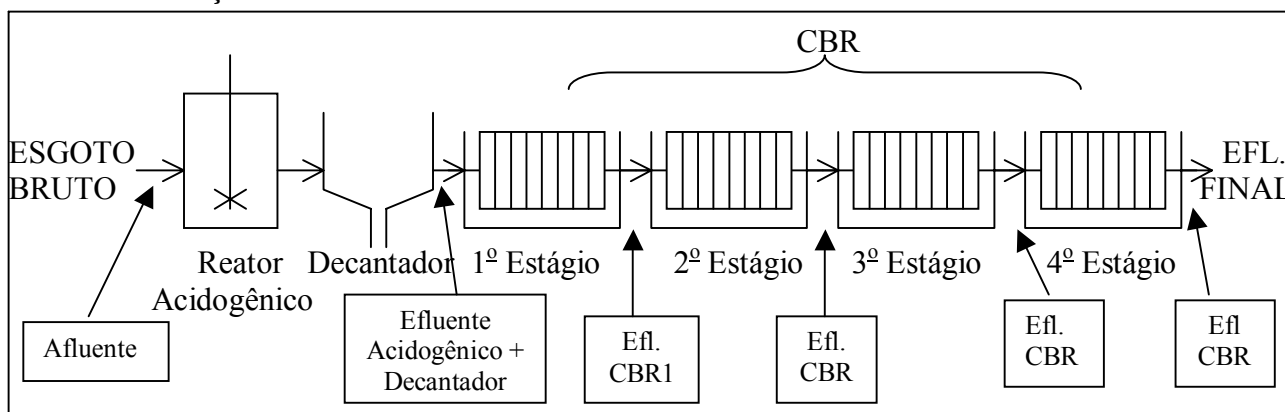 CBR
ESGOTO
BRUTO
EFL.
FINAL
Reator
Acidogênico
Decantador
1º Estágio
2º Estágio
3º Estágio
4º Estágio
Afluente
Efluente
Acidogênico +
Decantador
Efl.
CBR1
Efl.
CBR
Efl.
CBR
Efl
CBR